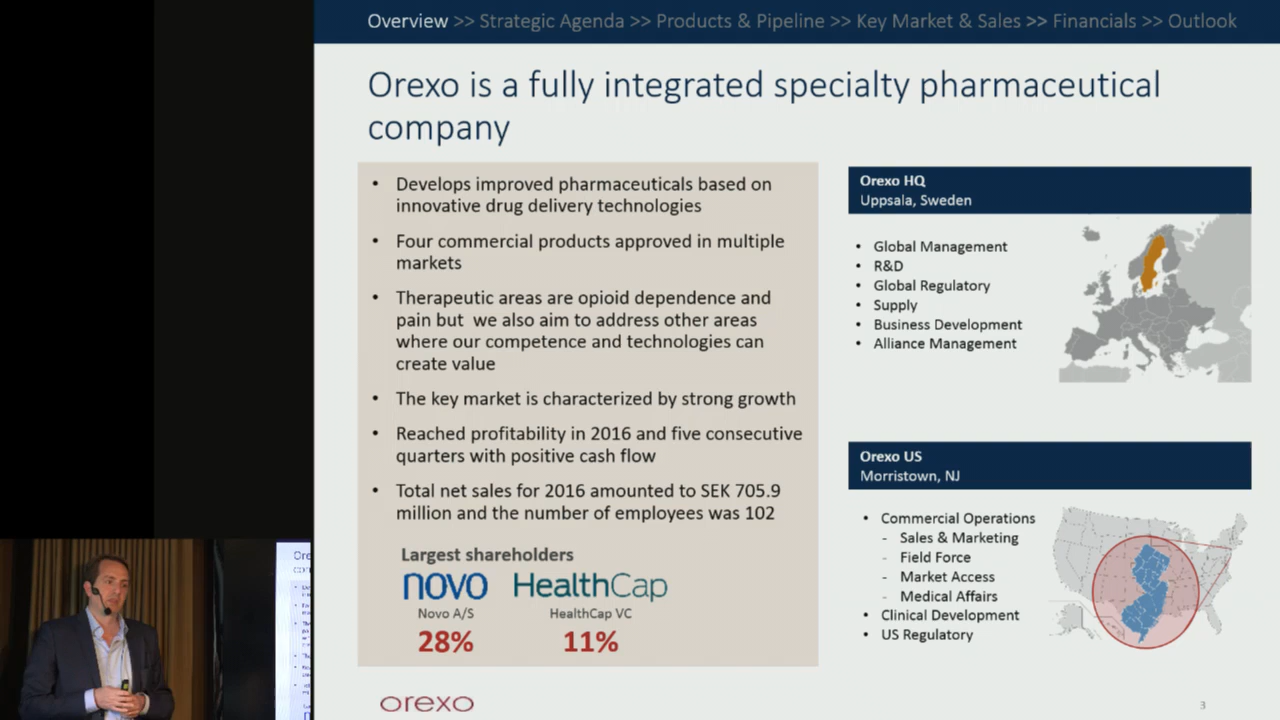 Overview >> Strategic Agenda >> Products & Pipeline >> Key Market & Sales >> Financials >> Outlook
Orexo is a fully integrated specialty pharmaceutical
company
• Develops improved pharmaceuticals based on
innovative drug delivery technologies
• Four commercial products approved in multiple
markets
• Therapeutic areas are opioid dependence and
pain but we also aim to address other areas
where our competence and technologies can
create value
• The key market is characterized by strong growth
• Reached profitability in 2016 and five consecutive
quarters with positive cash flow
• Total net sales for 2016 amounted to SEK 705.9
million and the number of employees was 102
Largest shareholders
novo HealthCap
Novo A/S HealthCap VC
28% 11%
Orexo HQ
Uppsala, Sweden
• Global Management
• R&D
• Global Regulatory
• Supply
• Business Development
• Alliance Management
Orexo US
Morristown, NJ
• Commercial Operations
- Sales & Marketing
- Field Force
- Market Access
- Medical Affairs
• Clinical Development
• US Regulatory
orexo
3